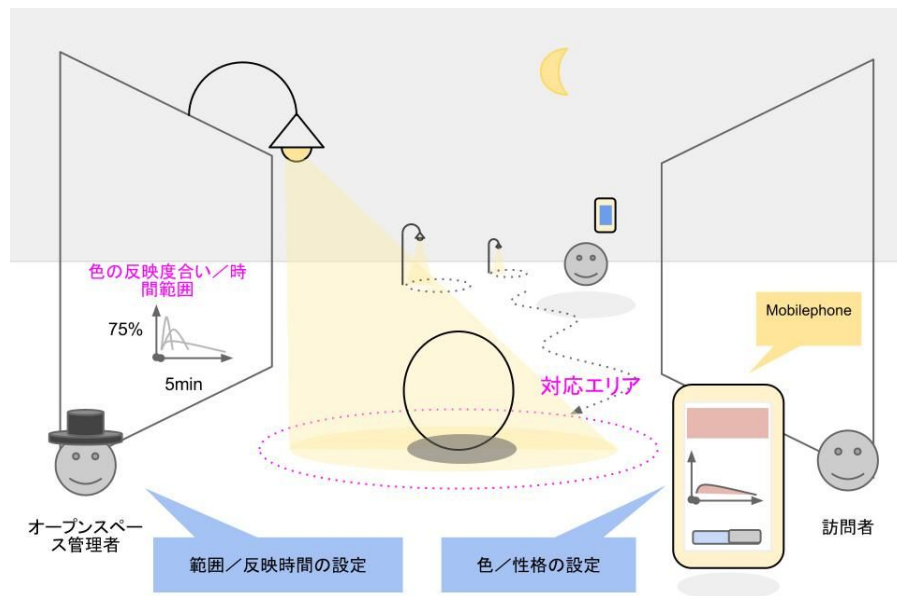 色の反映度合い／時
間範囲
75%
5min
Mobilephone
対応エリア
オープンスペー
ス管理者
訪問者
範囲／反映時間の設定
色／性格の設定